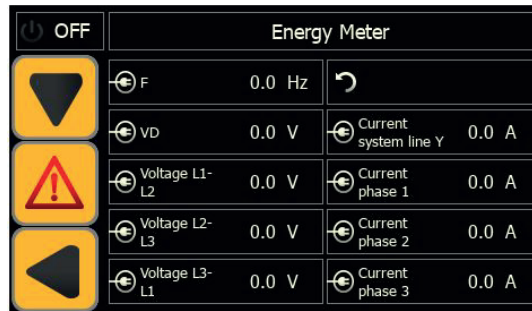 OFF
Energy Meter
F 0.0 Hz
VD 0.0 V
Current
system line Y 0.0 A
Voltage L1-
L2 0.0 V
Current
phase 1 0.0 A
Voltage L2-
L3 0.0 V
Current
phase 2 0.0 A
Voltage L3-
L1 0.0 V
Current
phase 3 0.0 A